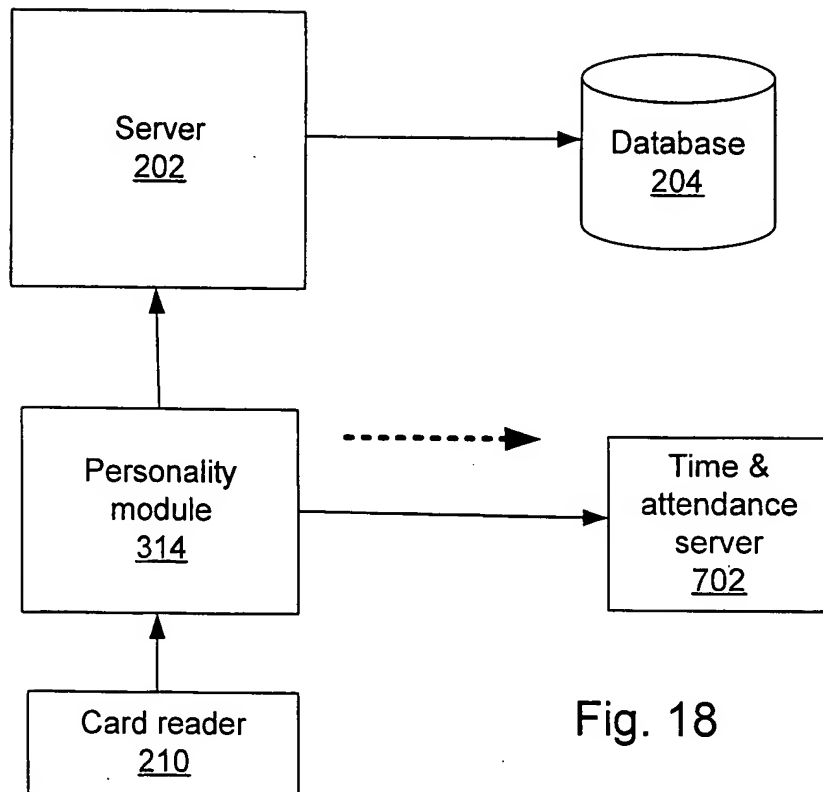 Server
202
Database
204
Personality
module
314
Time &
attendance
server
702
Card reader
210
Fig. 18